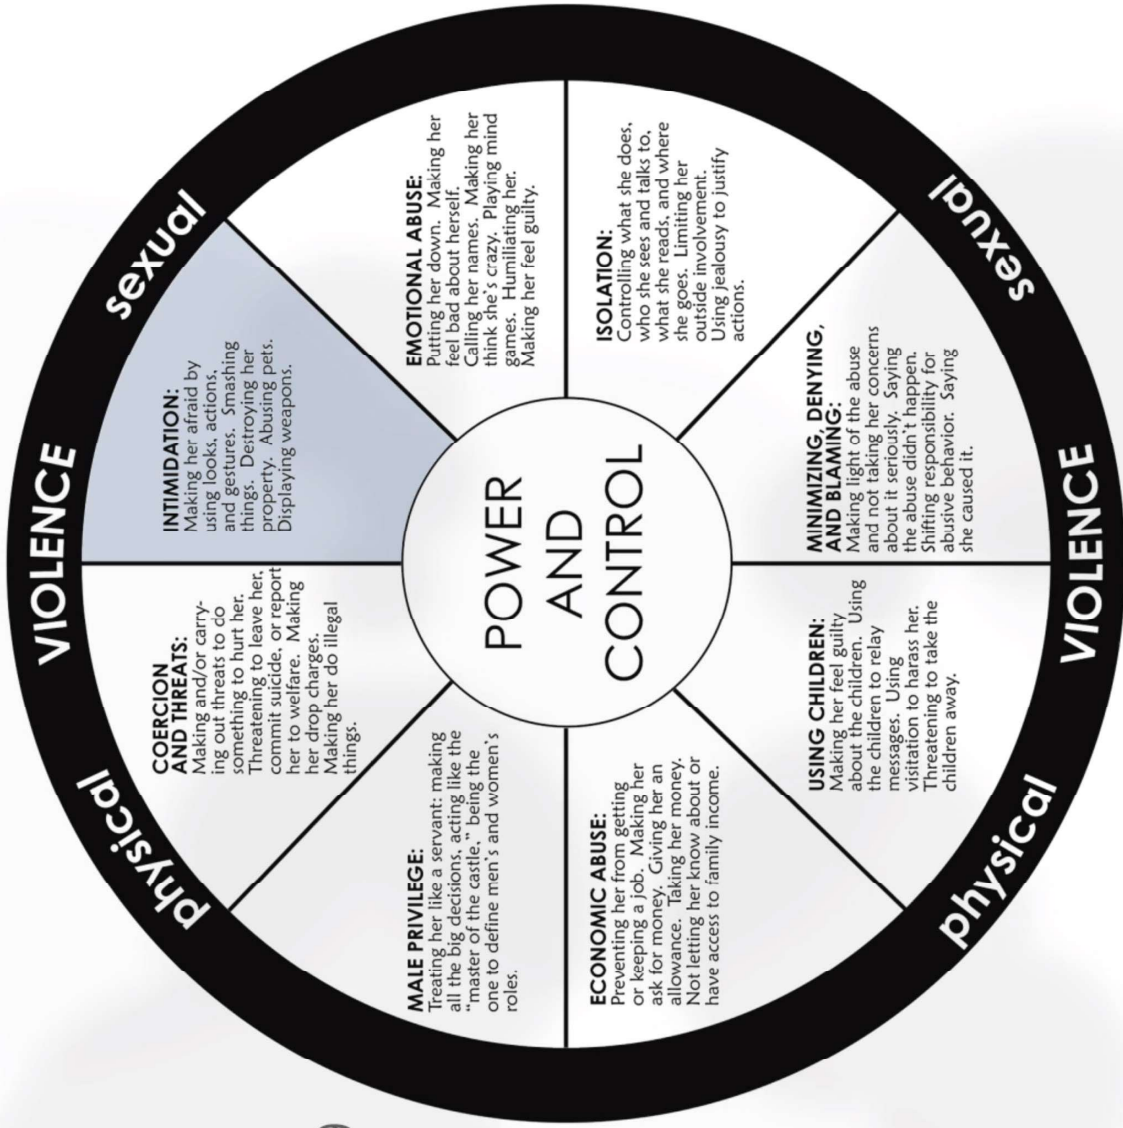 physical
VIOLENCE
sexual
COERCION
AND THREATS:
Making and/or carry-
ing out threats to do
something to hurt her.
Threatening to leave her,
commit suicide, or report
her to welfare. Making
her drop charges.
Making her do illegal
things.
INTIMIDATION:
Making her afraid by
using looks, actions,
and gestures. Smashing
things. Destroying her
property. Abusing pets.
Displaying weapons.
MALE PRIVILEGE:
Treating her like a servant: making
all the big decisions, acting like the
"master of the castle," being the
one to define men's and women's
roles.
EMOTIONAL ABUSE:
Putting her down. Making her
feel bad about herself.
Calling her names. Making her
think she's crazy. Playing mind
games. Humiliating her.
Making her feel guilty.
POWER
AND
CONTROL
ECONOMIC ABUSE:
Preventing her from getting
or keeping a job. Making her
ask for money. Giving her an
allowance. Taking her money.
Not letting her know about or
have access to family income.
ISOLATION:
Controlling what she does,
who she sees and talks to,
what she reads, and where
she goes. Limiting her
outside involvement.
Using jealousy to justify
actions.
USING CHILDREN:
Making her feel guilty
about the children. Using
the children to relay
messages. Using
visitation to harass her.
Threatening to take the
children away.
MINIMIZING, DENYING,
AND BLAMING:
Making light of the abuse
and not taking her concerns
about it seriously. Saying
the abuse didn't happen.
Shifting responsibility for
abusive behavior. Saying
she caused it.
physical
VIOLENCE
sexual